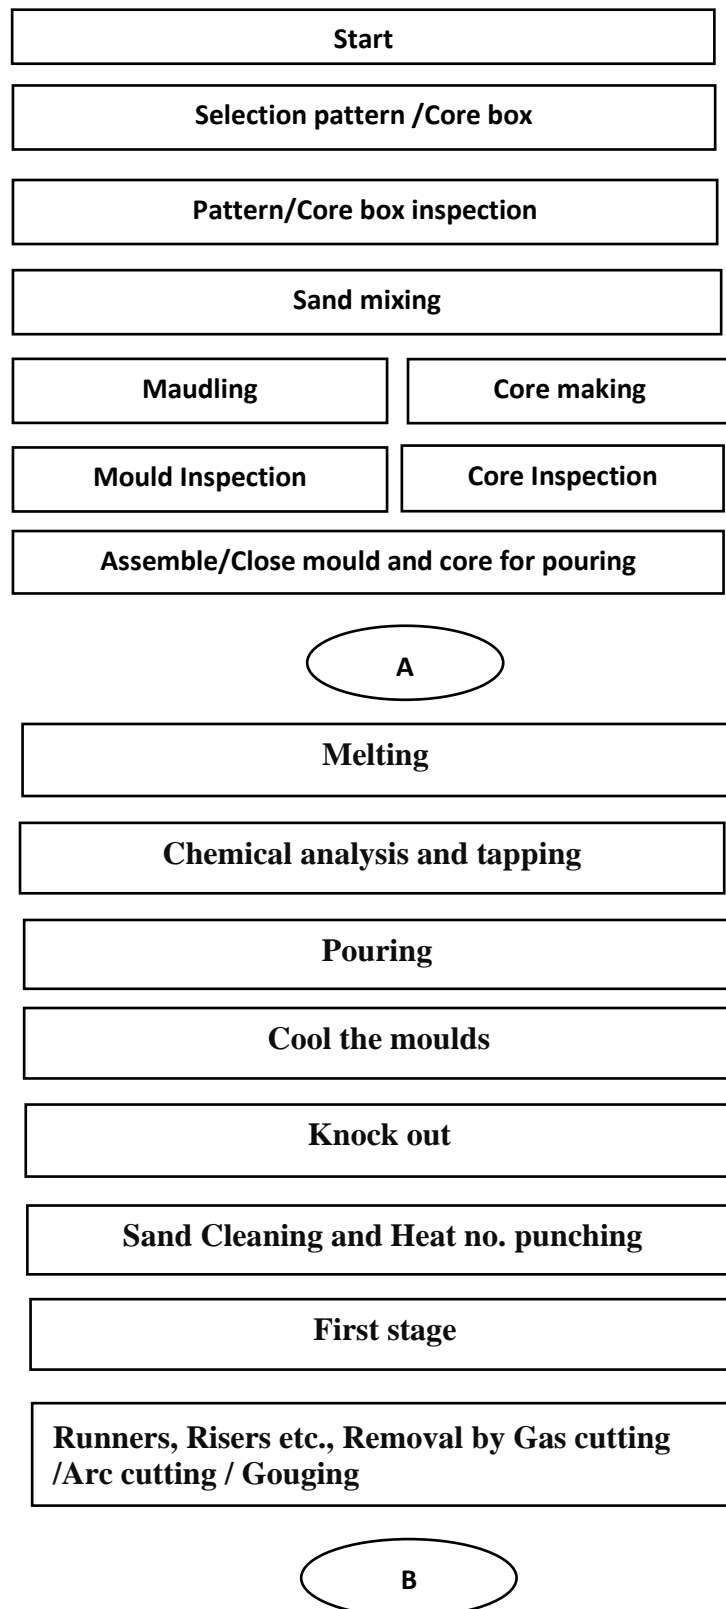 Start
Selection pattern /Core box
Pattern/Core box inspection
Sand mixing
Maudling
Core making
Mould Inspection
Core Inspection
Assemble/Close mould and core for pouring
A
Melting
Chemical analysis and tapping
Pouring
Cool the moulds
Knock out
Sand Cleaning and Heat no. punching
First stage
Runners, Risers etc., Removal by Gas cutting
/Arc cutting / Gouging
B